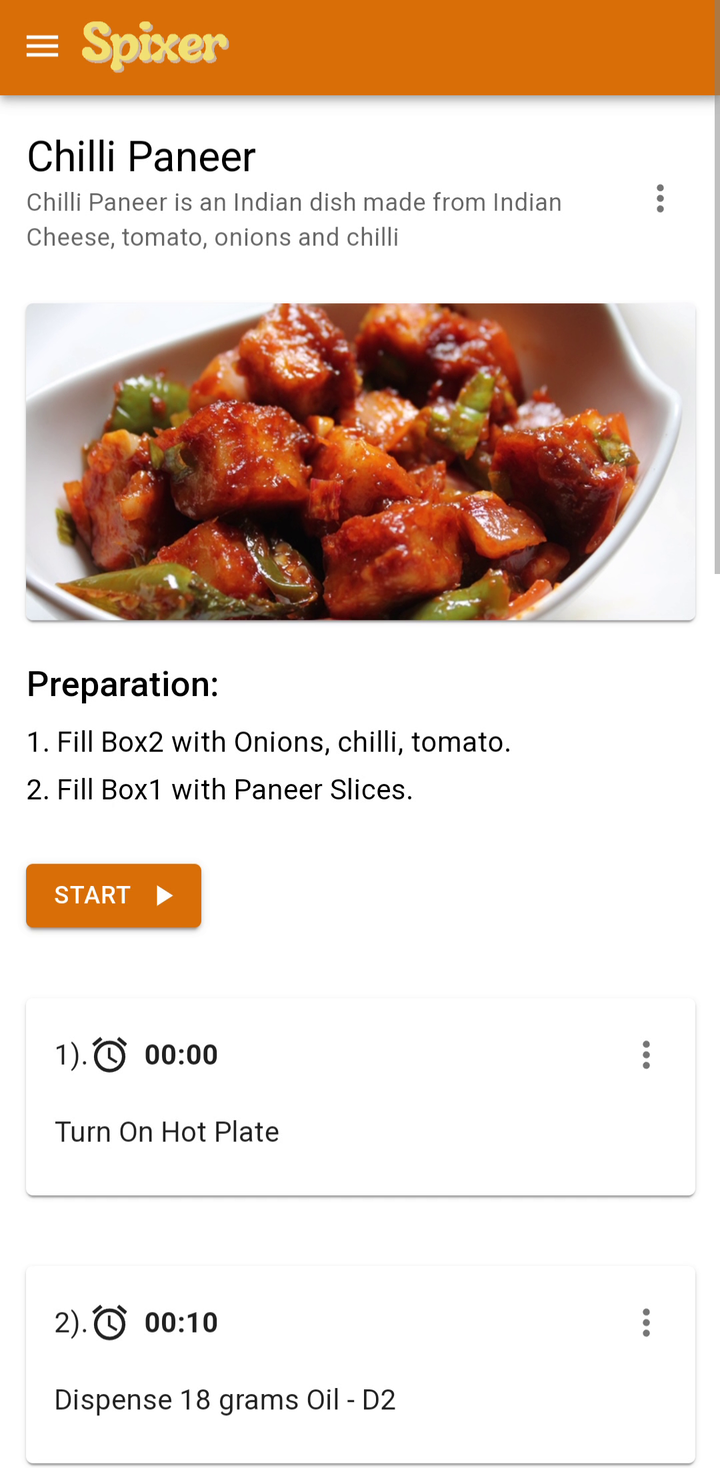 Spixer
Chilli Paneer
Chilli Paneer is an Indian dish made from Indian
Cheese, tomato, onions and chilli
Preparation:
1. Fill Box2 with Onions, chilli, tomato.
2. Fill Box1 with Paneer Slices.
START
1). 00:00
Turn On Hot Plate
2). 00:10
Dispense 18 grams Oil - D2